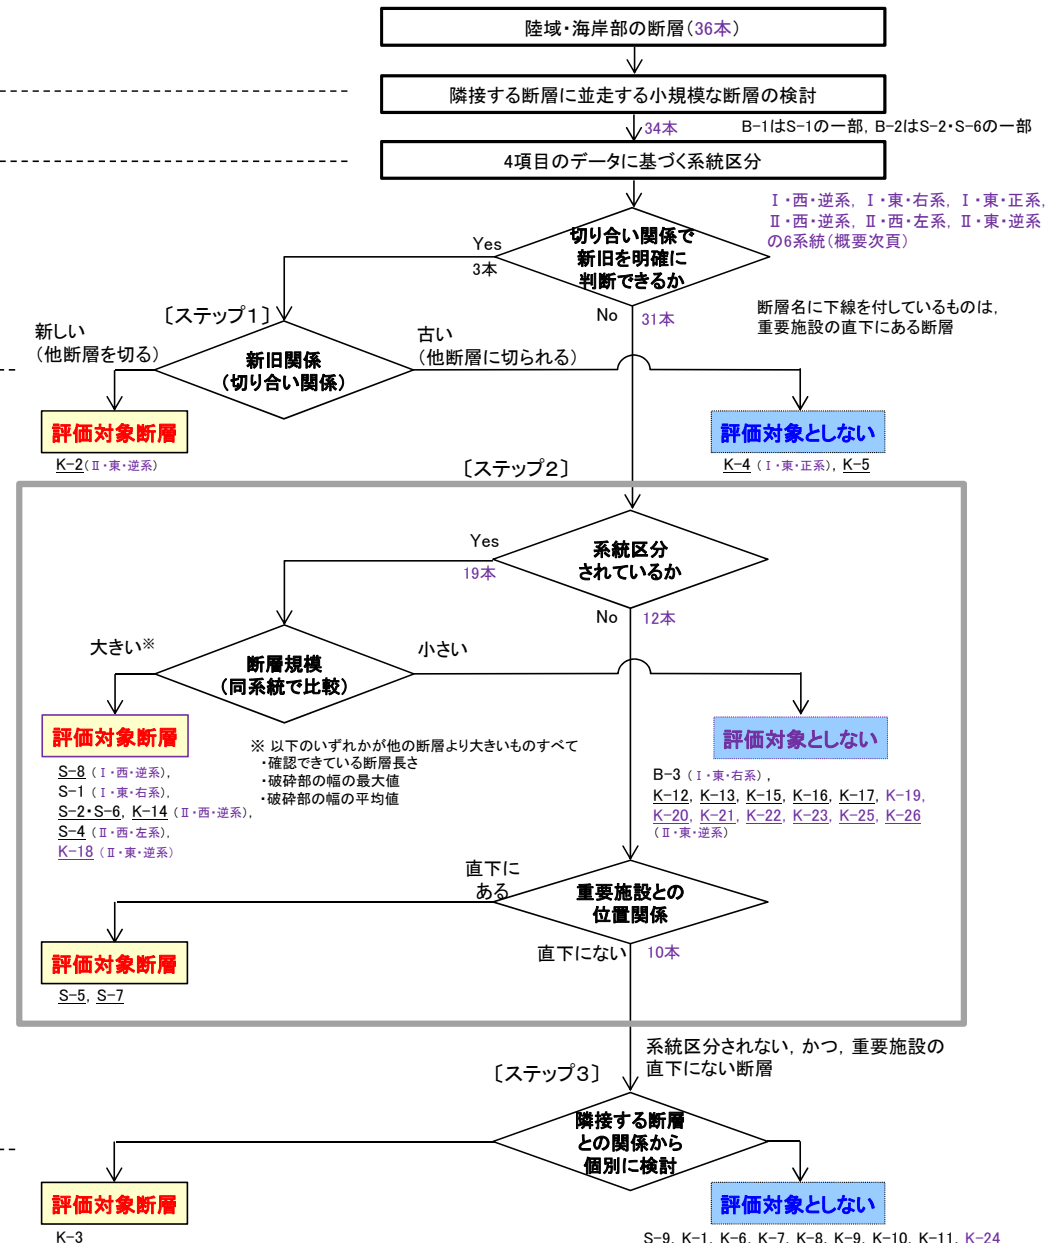 陸域・海岸部の断層(36本)
隣接する断層に並走する小規模な断層の検討
34本
B-1はS-1の一部, B-2はS-2・S-6の一部
4項目のデータに基づく系統区分
Ⅰ・西・逆系, Ⅰ・東・右系, Ⅰ・東・正系,
Ⅱ・西・逆系, Ⅱ・西・左系, Ⅱ・東・逆系
の6系統(概要次頁)
切り合い関係で
新旧を明確に
判断できるか
Yes
3本
No
31本
断層名に下線を付しているものは,
重要施設の直下にある断層
〔ステップ1〕
新しい
(他断層を切る)
古い
(他断層に切られる)
新旧関係
(切り合い関係)
評価対象断層
K-2(Ⅱ・東・逆系)
評価対象としない
K-4 (Ⅰ・東・正系), K-5
〔ステップ2〕
系統区分
されているか
Yes
19本
No
12本
大きい※
小さい
断層規模
(同系統で比較)
評価対象断層
S-8 (Ⅰ・西・逆系),
S-1 (Ⅰ・東・右系),
S-2・S-6, K-14 (Ⅱ・西・逆系),
S-4 (Ⅱ・西・左系),
K-18 (Ⅱ・東・逆系)
※ 以下のいずれかが他の断層より大きいものすべて
・確認できている断層長さ
・破砕部の幅の最大値
・破砕部の幅の平均値
評価対象としない
B-3 (Ⅰ・東・右系) ,
K-12, K-13, K-15, K-16, K-17, K-19,
K-20, K-21, K-22, K-23, K-25, K-26
(Ⅱ・東・逆系)
直下に
ある
重要施設との
位置関係
直下にない
10本
評価対象断層
S-5, S-7
系統区分されない, かつ, 重要施設の
直下にない断層
〔ステップ3〕
隣接する断層
との関係から
個別に検討
評価対象断層
K-3
評価対象としない
S-9, K-1, K-6, K-7, K-8, K-9, K-10, K-11, K-24